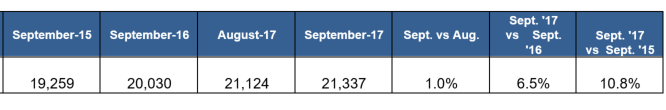 September-15 September-16 August-17 September-17 Sept. vs Aug. Sept. '17 vs Sept. '16 Sept. '17 vs Sept. '15
19,259 20,030 21,124 21,337 1.0% 6.5% 10.8%